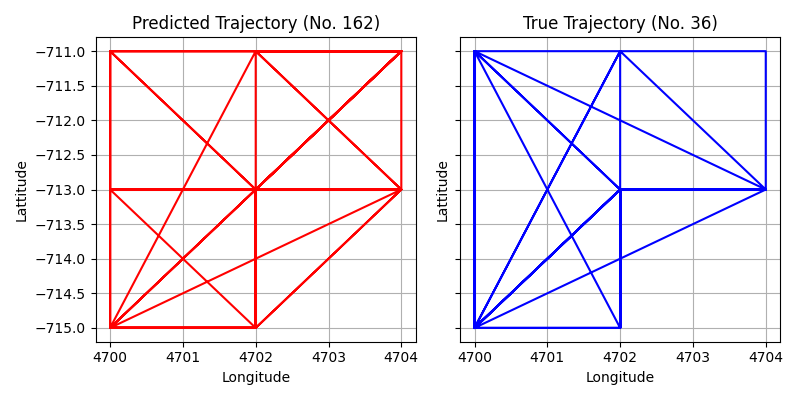 Predicted Trajectory (No. 162)
True Trajectory (No. 36)
−711.0
−711.5
−712.0
−712.5
−713.0
−713.5
−714.0
−714.5
−715.0
Lattitude
Lattitude
4700 4701 4702 4703 4704
4700 4701 4702 4703 4704
Longitude
Longitude